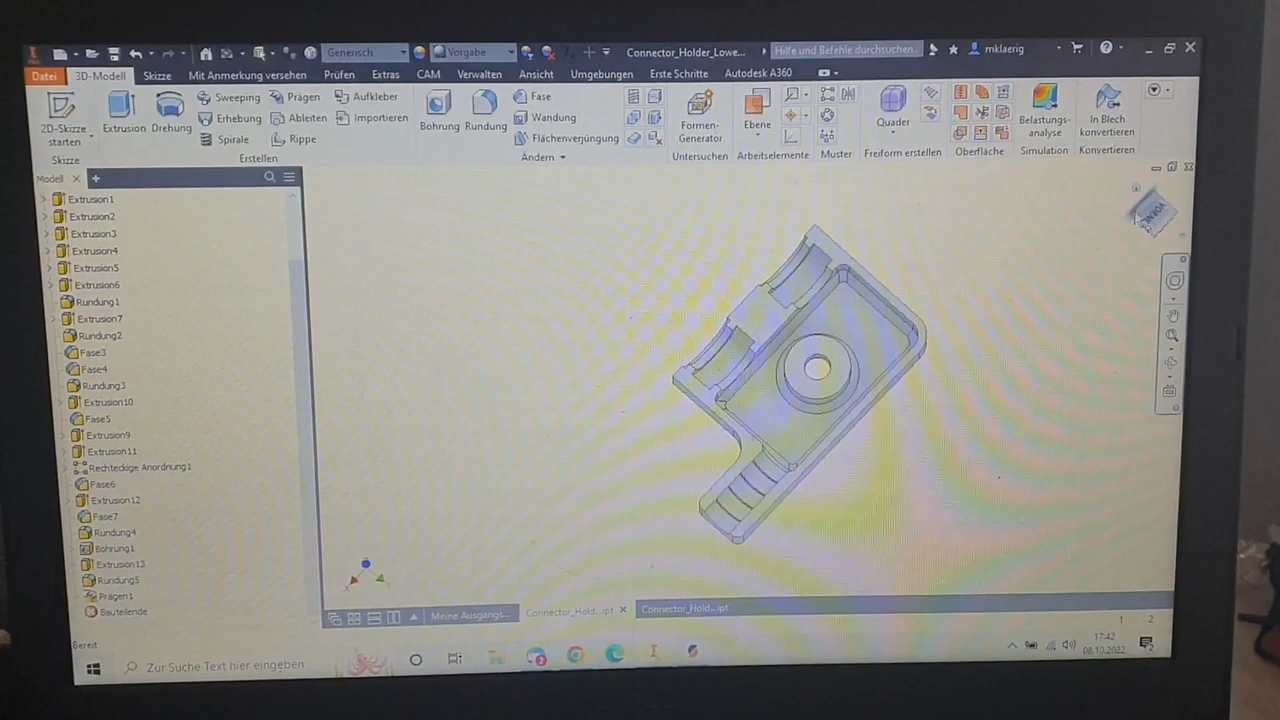 Generisch Vorgabe Connector_Holder_Lowe... Hilfe und Befehle durchsuchen... mklaerig
Datei 3D-Modell Skizze Mit Anmerkung versehen Prüfen Extras CAM Verwalten Ansicht Umgebungen Erste Schritte Autodesk A360
2D-Skizze starten
Extrusion
Drehung
Sweeping
Erhebung
Spirale
Prägen
Ableiten
Rippe
Aufkleber
Importieren
Bohrung
Rundung
Fase
Wandung
Flächenverjüngung
Formen-Generator
Ebene
Quader
Belastungs-analyse
In Blech konvertieren
Skizze Erstellen Ändern Untersuchen Arbeitselemente Muster Freiform erstellen Oberfläche Simulation Konvertieren
Modell
Extrusion1
Extrusion2
Extrusion3
Extrusion4
Extrusion5
Extrusion6
Rundung1
Extrusion7
Rundung2
Fase3
Fase4
Rundung3
Extrusion10
Fase5
Extrusion9
Extrusion11
Rechteckige Anordnung1
Fase6
Extrusion12
Fase7
Rundung4
Bohrung1
Extrusion13
Rundung5
Prägen1
Bauteilende
Meine Ausgangs... Connector_Hold...ipt Connector_Hold...ipt
Bereit
1 2
Zur Suche Text hier eingeben
17:42
08.10.2022